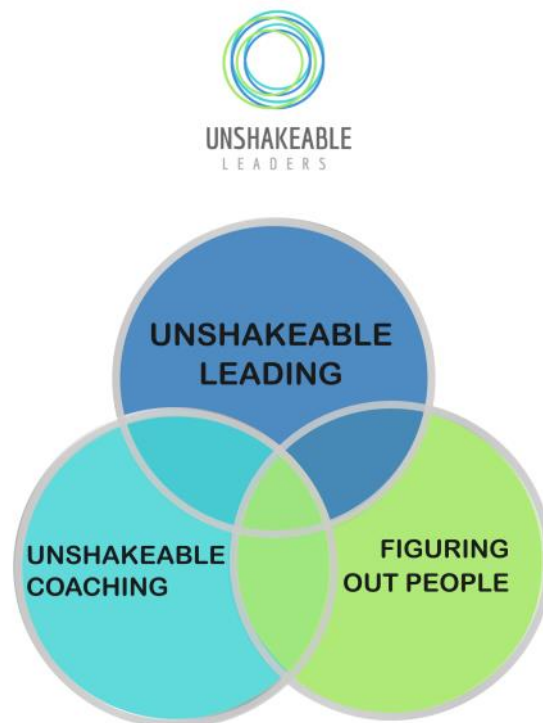 UNSHAKEABLE
LEADERS
UNSHAKEABLE
LEADING
UNSHAKEABLE
COACHING
FIGURING
OUT PEOPLE